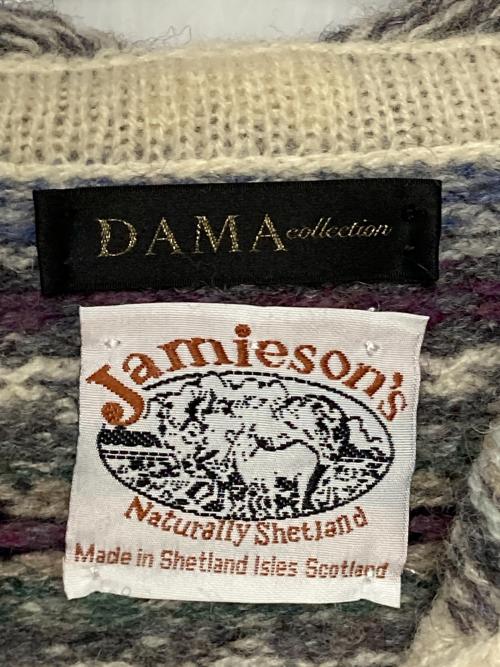 DAMA collection
Jamieson's
Naturally Shetland
Made in Shetland Isles Scotland